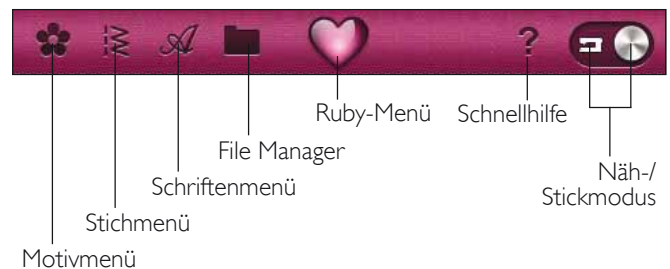 Ruby-Menü
Schnellhilfe
File Manager
Näh-/
Stickmodus
Schriftenmenü
Stichmenü
Motivmenü